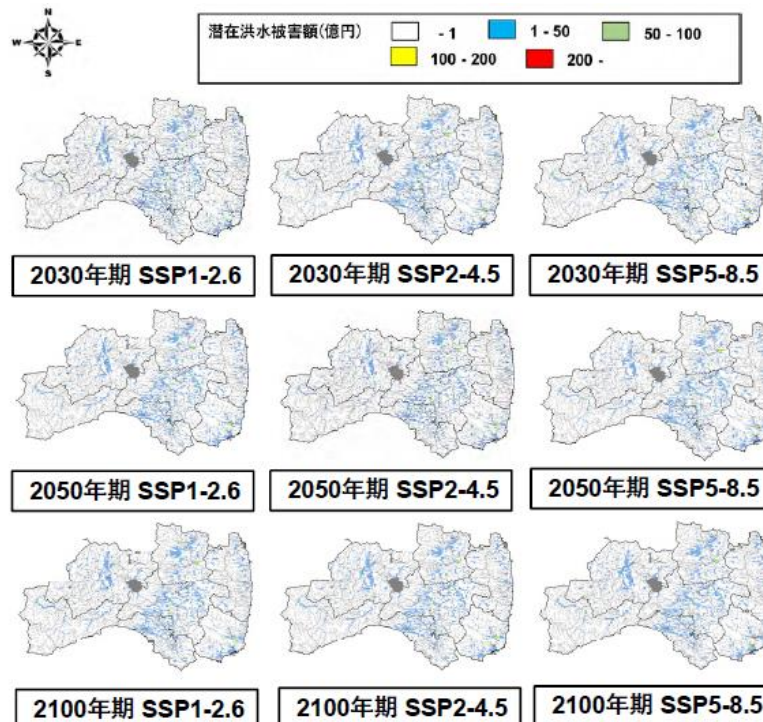 N
W E
S
潜在洪水被害額(億円) - 1 1 - 50 50 - 100
100 - 200 200 -
2030年期 SSP1-2.6 2030年期 SSP2-4.5 2030年期 SSP5-8.5
2050年期 SSP1-2.6 2050年期 SSP2-4.5 2050年期 SSP5-8.5
2100年期 SSP1-2.6 2100年期 SSP2-4.5 2100年期 SSP5-8.5